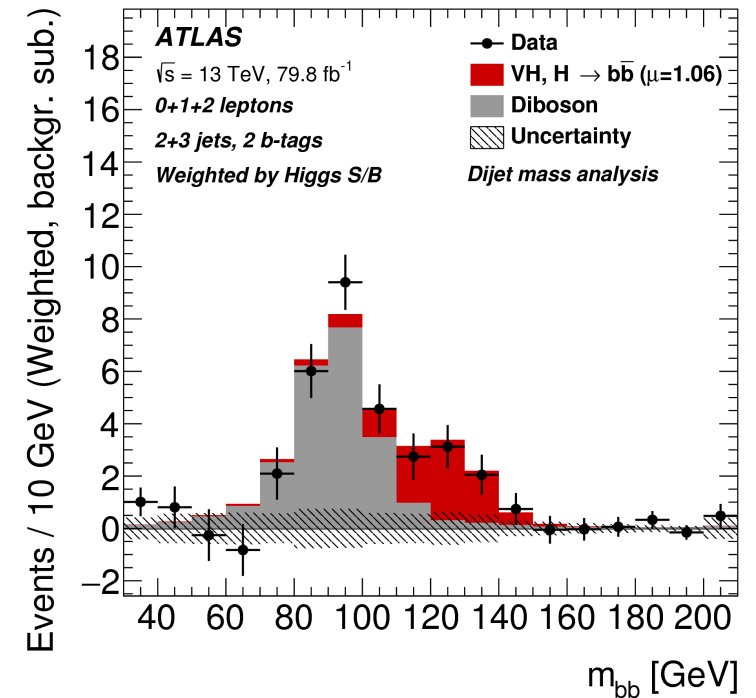 Events / 10 GeV (Weighted, backgr. sub.)
18
16
14
12
10
8
6
4
2
0
−2
ATLAS
√s = 13 TeV, 79.8 fb⁻¹
0+1+2 leptons
2+3 jets, 2 b-tags
Weighted by Higgs S/B
Data
VH, H → bb̅ (μ=1.06)
Diboson
Uncertainty
Dijet mass analysis
40 60 80 100 120 140 160 180 200
m_bb [GeV]